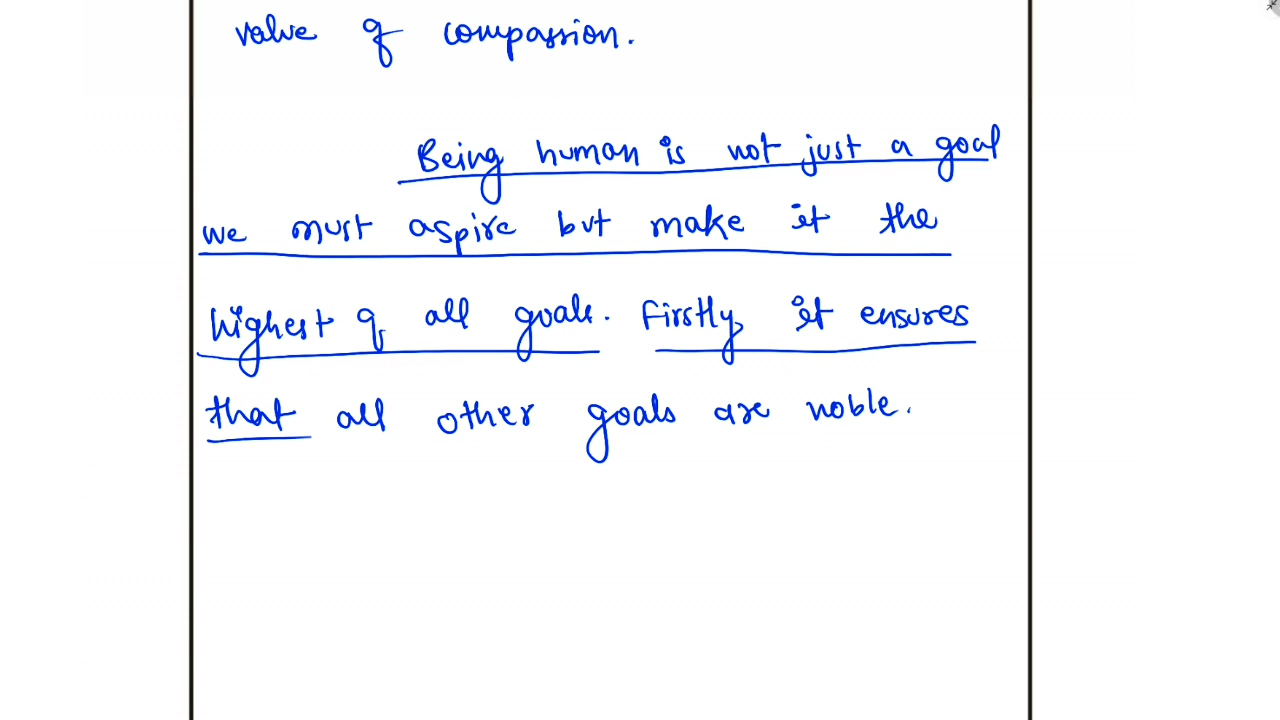 value of compassion.
Being human is not just a goal
we must aspire but make it the
highest of all goals. Firstly, it ensures
that all other goals are noble.